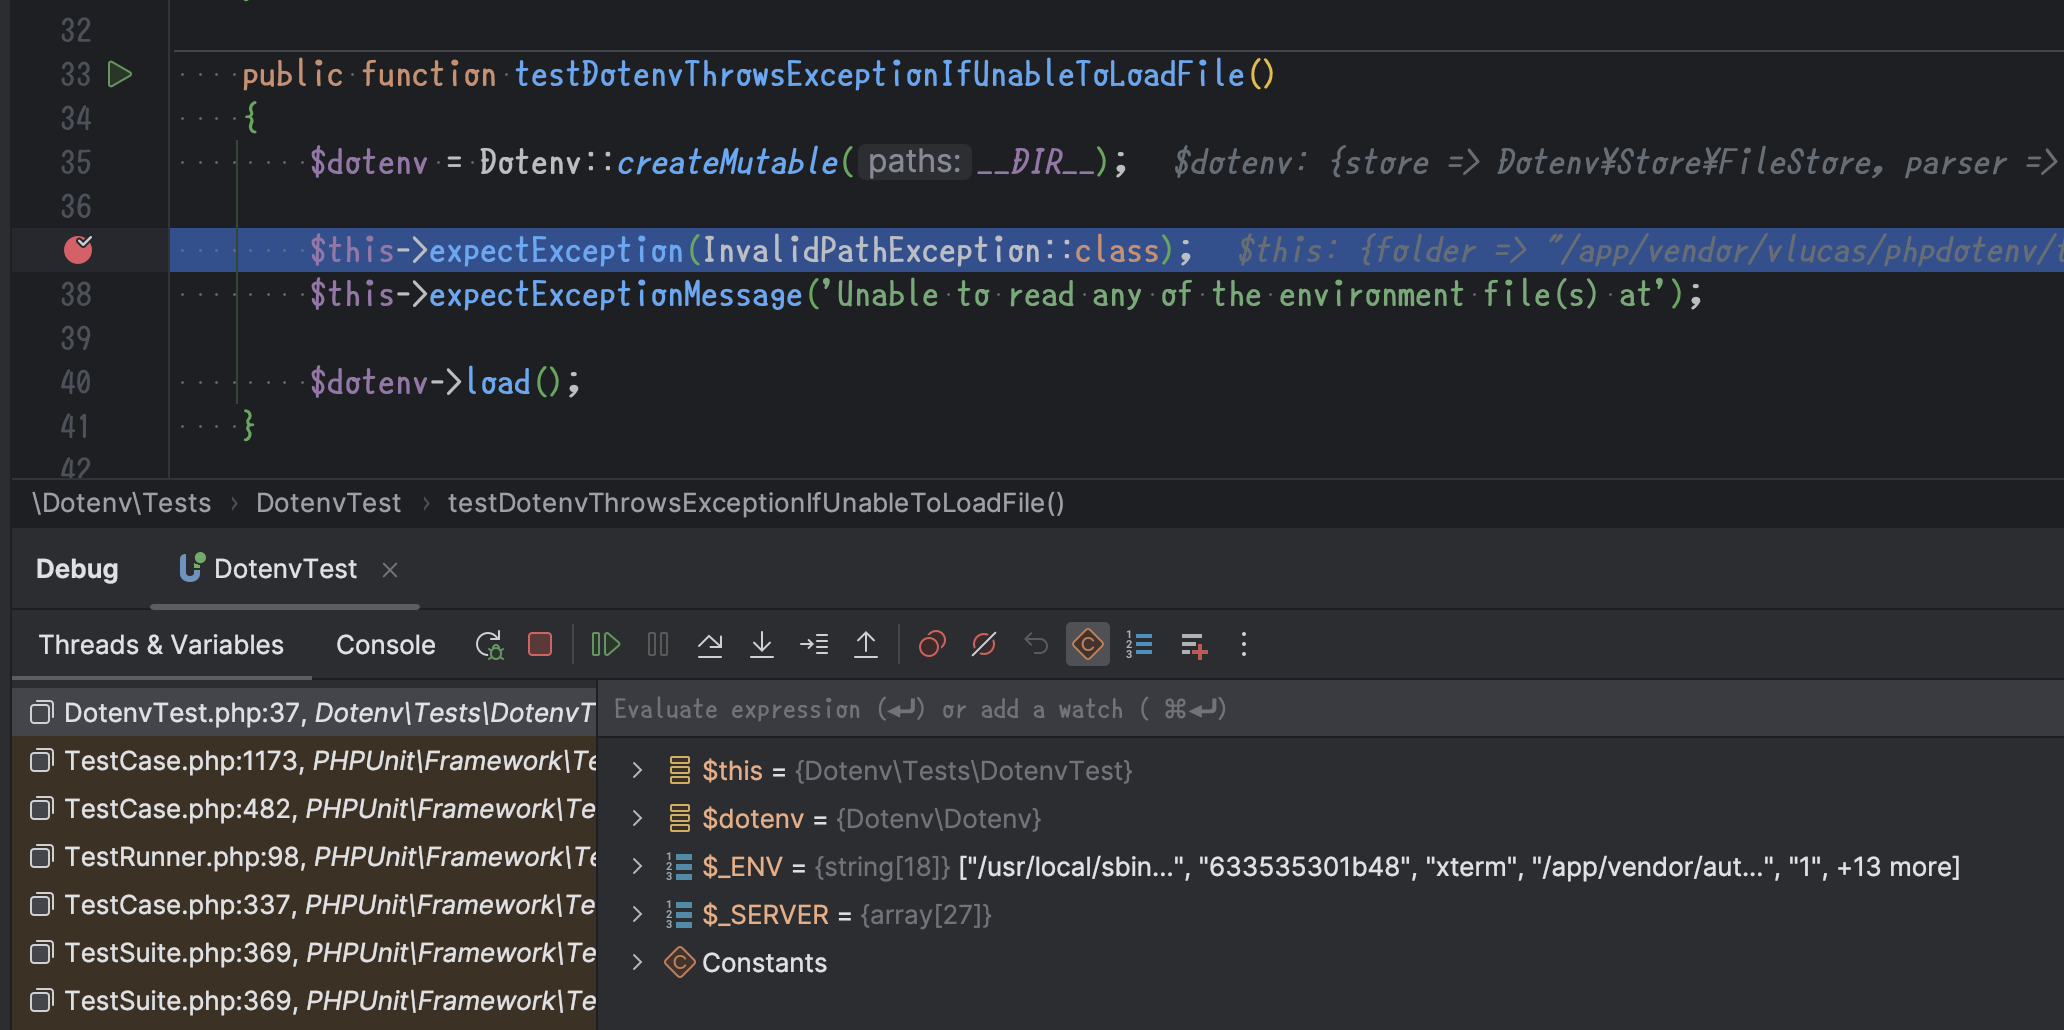 32
33 public function testDotenvThrowsExceptionIfUnableToLoadFile()
34 {
35 $dotenv = Dotenv::createMutable( paths: __DIR__); $dotenv: {store => Dotenv¥Store¥FileStore, parser =>
36
$this->expectException(InvalidPathException::class); $this: {folder => "/app/vendor/vlucas/phpdotenv/t
38 $this->expectExceptionMessage('Unable to read any of the environment file(s) at');
39
40 $dotenv->load();
41 }
42
\Dotenv\Tests › DotenvTest › testDotenvThrowsExceptionIfUnableToLoadFile()
Debug DotenvTest ×
Threads & Variables Console
DotenvTest.php:37, Dotenv\Tests\DotenvT
TestCase.php:1173, PHPUnit\Framework\Te
TestCase.php:482, PHPUnit\Framework\Te
TestRunner.php:98, PHPUnit\Framework\Te
TestCase.php:337, PHPUnit\Framework\Te
TestSuite.php:369, PHPUnit\Framework\Te
TestSuite.php:369, PHPUnit\Framework\Te
Evaluate expression (↵) or add a watch ( ⌘↵)
$this = {Dotenv\Tests\DotenvTest}
$dotenv = {Dotenv\Dotenv}
$_ENV = {string[18]} ["/usr/local/sbin...", "633535301b48", "xterm", "/app/vendor/aut...", "1", +13 more]
$_SERVER = {array[27]}
Constants